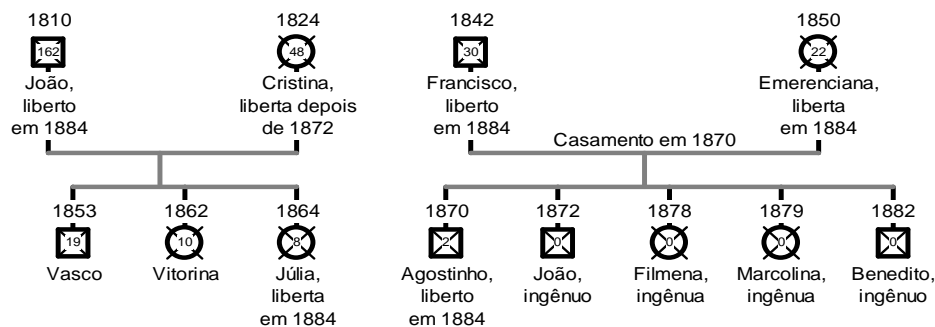 1810
1824
1842
1850
162
48
30
22
João,
liberto
em 1884
Cristina,
liberta depois
de 1872
Francisco,
liberto
em 1884
Emerenciana,
liberta
em 1884
Casamento em 1870
1853
1862
1864
1870
1872
1878
1879
1882
19
10
8
2
0
0
0
0
Vasco
Vitorina
Júlia,
liberta
em 1884
Agostinho,
liberto
em 1884
João,
ingênuo
Filmena,
ingênua
Marcolina,
ingênua
Benedito,
ingênuo